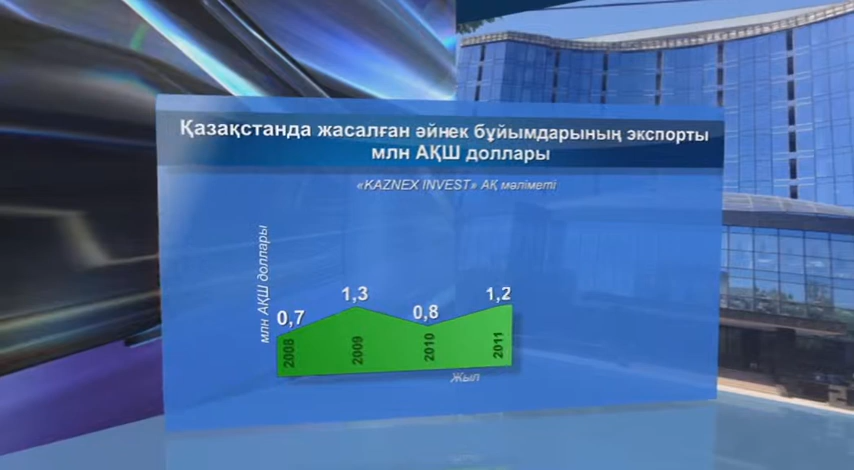 Қазақстанда жасалған әйнек бұйымдарының экспорты
млн АҚШ доллары
«KAZNEX INVEST» АҚ мәліметі
млн АҚШ доллары
0,7
1,3
0,8
1,2
2008
2009
2010
2011
Жыл